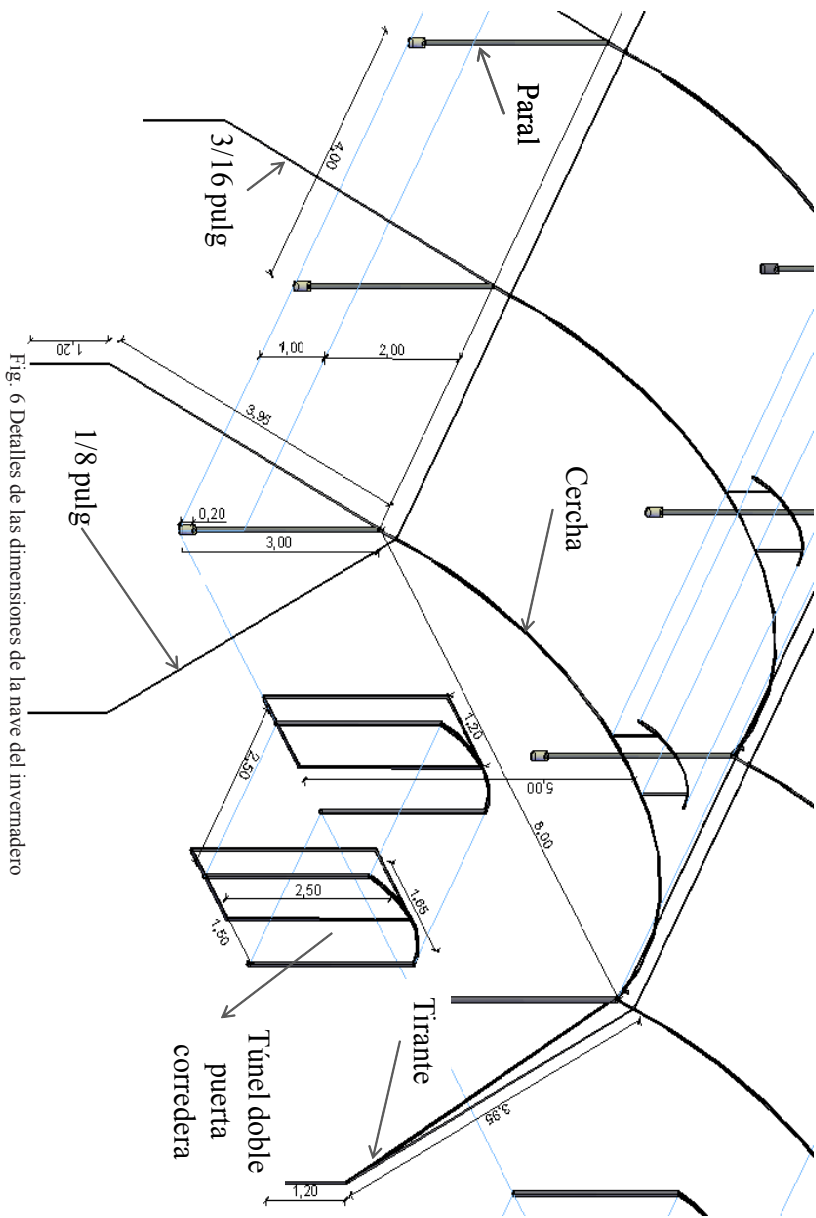 Paral
4,00
3/16 pulg
1,00
2,00
1,20
3,95
1/8 pulg
0,20
3,00
Cercha
1,20
2,50
5,00
8,00
2,50
1,65
1,50
Tirante
Túnel doble
puerta
corredera
3,95
1,20
Fig. 6 Detalles de las dimensiones de la nave del invernadero